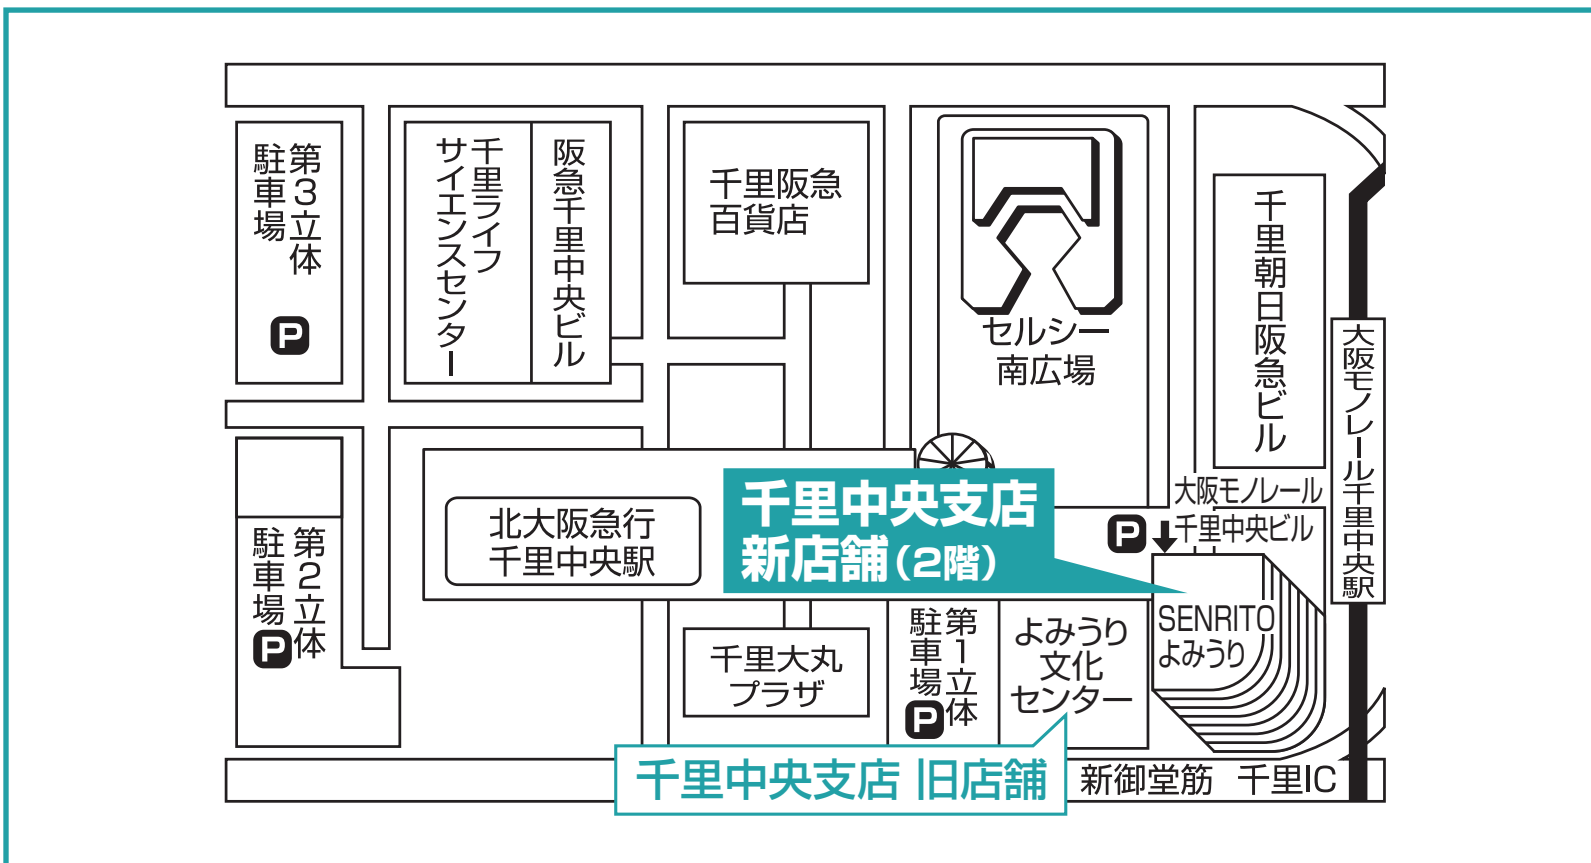 第3立体
駐車場
P
千里ライフ
サイエンスセンター
阪急千里中央ビル
千里阪急
百貨店
セルシー
南広場
千里朝日阪急ビル
大阪モノレール千里中央駅
大阪モノレール
千里中央ビル
P
北大阪急行
千里中央駅
千里中央支店
新店舗(2階)
第2立体
駐車場
P
千里大丸
プラザ
第1立体
駐車場
P
よみうり
文化
センター
SENRITO
よみうり
千里中央支店 旧店舗
新御堂筋 千里IC